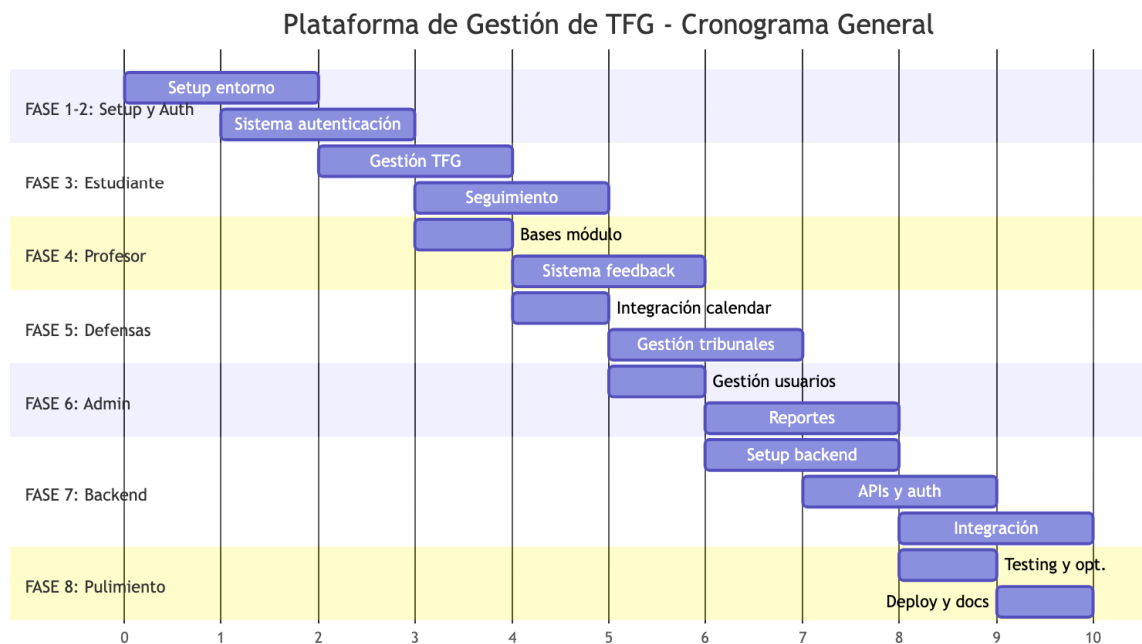 Plataforma de Gestión de TFG - Cronograma General
Setup entorno
FASE 1-2: Setup y Auth
Sistema autenticación
Gestión TFG
FASE 3: Estudiante
Seguimiento
Bases módulo
FASE 4: Profesor
Sistema feedback
Integración calendar
FASE 5: Defensas
Gestión tribunales
Gestión usuarios
FASE 6: Admin
Reportes
Setup backend
FASE 7: Backend
APIs y auth
Integración
Testing y opt.
FASE 8: Pulimiento
Deploy y docs
0 1 2 3 4 5 6 7 8 9 10